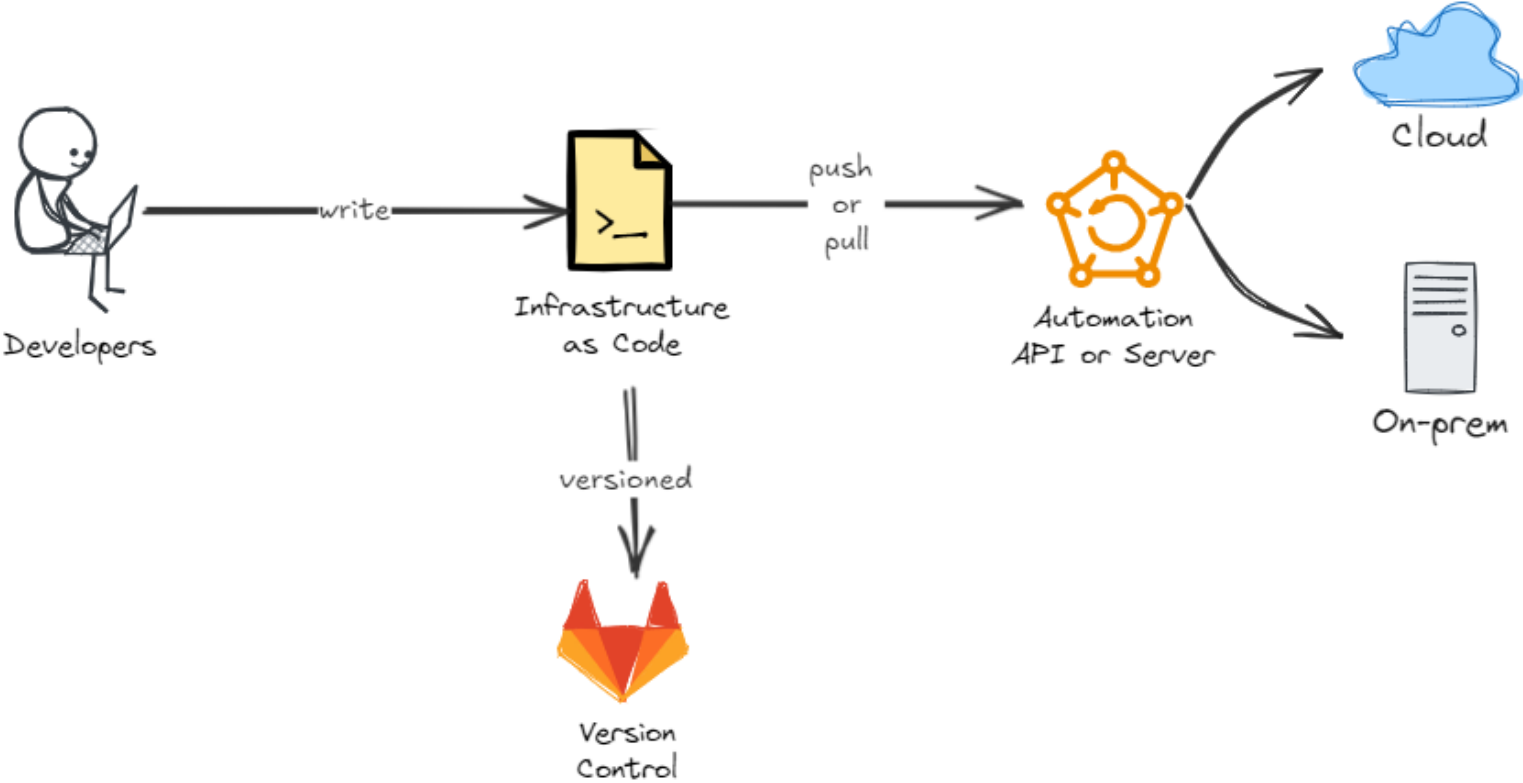 Developers
write
>_
Infrastructure
as Code
push
or
pull
Automation
API or Server
Cloud
On-prem
versioned
Version
Control